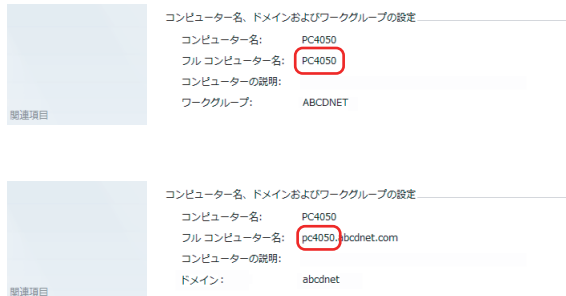 コンピューター名、ドメインおよびワークグループの設定
コンピューター名: PC4050
フル コンピューター名: PC4050
コンピューターの説明:
ワークグループ: ABCDNET
関連項目
コンピューター名、ドメインおよびワークグループの設定
コンピューター名: PC4050
フル コンピューター名: pc4050.abcdnet.com
コンピューターの説明:
ドメイン: abcdnet
関連項目